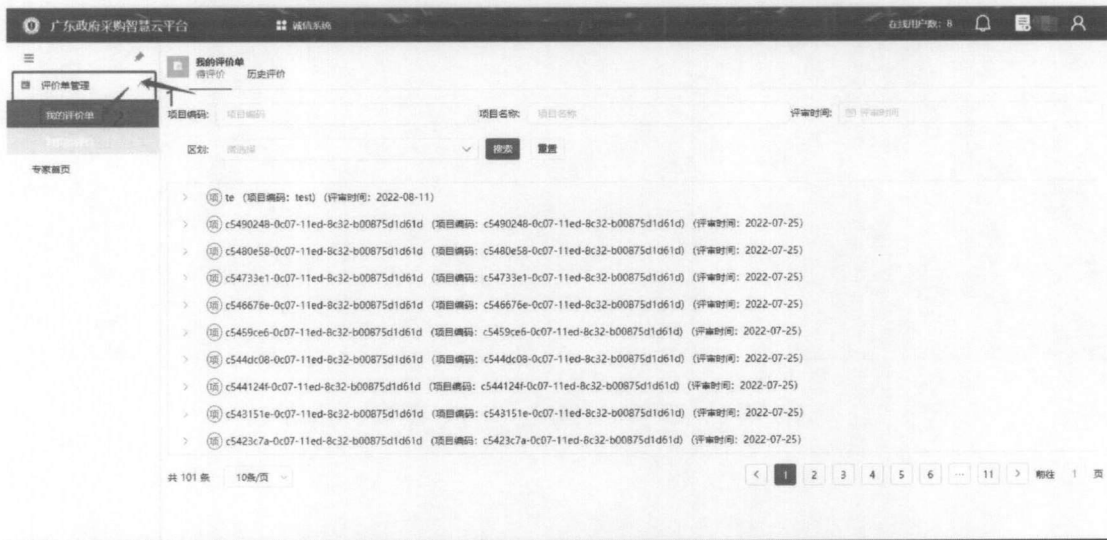 广东政府采购智慧云平台 诚信系统 在线用户数：8
评价单管理
我的评价单
专家首页
我的评价单
待评价 历史评价
1
项目编码： 项目编码 项目名称： 项目名称 评审时间： 评审时间
区划： 请选择 搜索 重置
项 te （项目编码：test)（评审时间：2022-08-11）
项 c5490248-0c07-11ed-8c32-b00875d1d61d （项目编码：c5490248-0c07-11ed-8c32-b00875d1d61d)（评审时间：2022-07-25）
项 c5480e58-0c07-11ed-8c32-b00875d1d61d （项目编码：c5480e58-0c07-11ed-8c32-b00875d1d61d)（评审时间：2022-07-25）
项 c54733e1-0c07-11ed-8c32-b00875d1d61d （项目编码：c54733e1-0c07-11ed-8c32-b00875d1d61d)（评审时间：2022-07-25）
项 c546676e-0c07-11ed-8c32-b00875d1d61d （项目编码：c546676e-0c07-11ed-8c32-b00875d1d61d)（评审时间：2022-07-25）
项 c5459ce6-0c07-11ed-8c32-b00875d1d61d （项目编码：c5459ce6-0c07-11ed-8c32-b00875d1d61d)（评审时间：2022-07-25）
项 c544dc08-0c07-11ed-8c32-b00875d1d61d （项目编码：c544dc08-0c07-11ed-8c32-b00875d1d61d)（评审时间：2022-07-25）
项 c544124f-0c07-11ed-8c32-b00875d1d61d （项目编码：c544124f-0c07-11ed-8c32-b00875d1d61d)（评审时间：2022-07-25）
项 c543151e-0c07-11ed-8c32-b00875d1d61d （项目编码：c543151e-0c07-11ed-8c32-b00875d1d61d)（评审时间：2022-07-25）
项 c5423c7a-0c07-11ed-8c32-b00875d1d61d （项目编码：c5423c7a-0c07-11ed-8c32-b00875d1d61d)（评审时间：2022-07-25）
共 101 条 10条/页 < 1 2 3 4 5 6 ... 11 > 前往 1 页